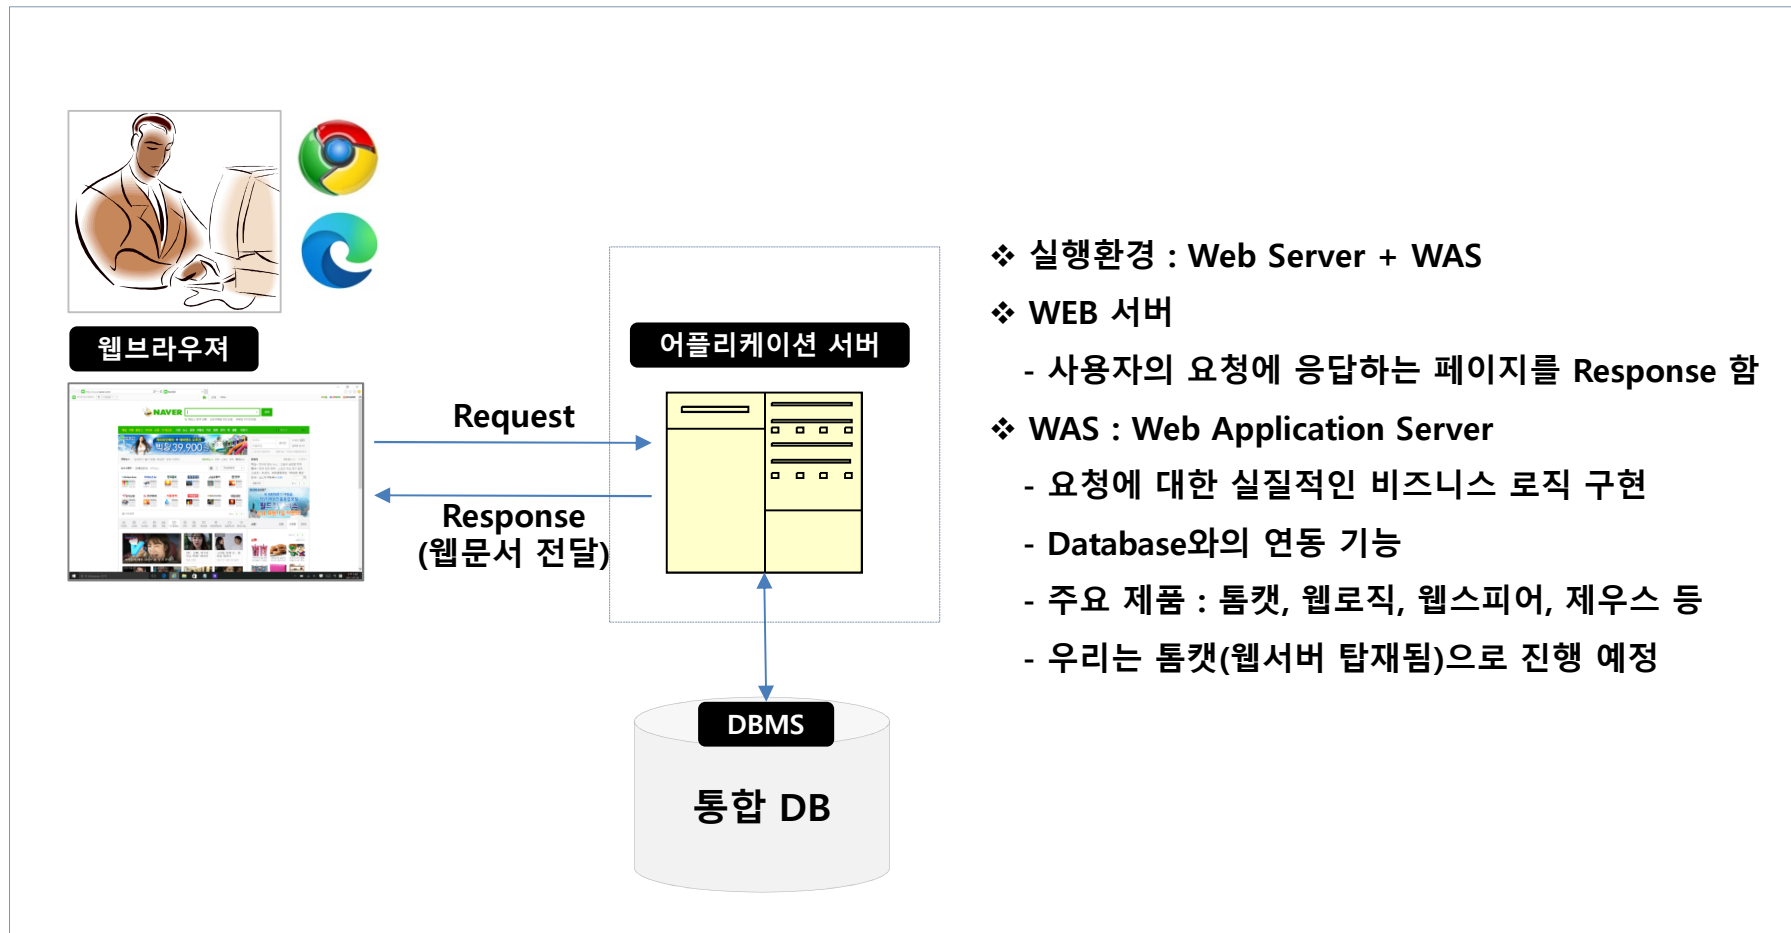 웹브라우져
NAVER
빅딜 39,900
Request
Response
(웹문서 전달)
어플리케이션 서버
DBMS
통합 DB
❖ 실행환경 : Web Server + WAS
❖ WEB 서버
- 사용자의 요청에 응답하는 페이지를 Response 함
❖ WAS : Web Application Server
- 요청에 대한 실질적인 비즈니스 로직 구현
- Database와의 연동 기능
- 주요 제품 : 톰캣, 웹로직, 웹스피어, 제우스 등
- 우리는 톰캣(웹서버 탑재됨)으로 진행 예정